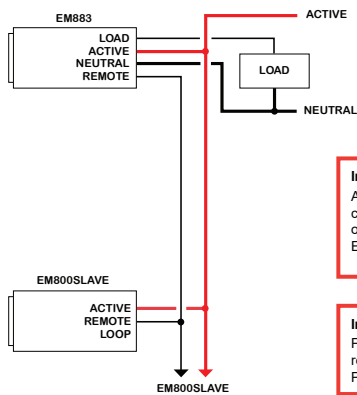 EM883
ACTIVE
LOAD
ACTIVE
NEUTRAL
REMOTE
LOAD
NEUTRAL
EM800SLAVE
ACTIVE
REMOTE
LOOP
EM800SLAVE